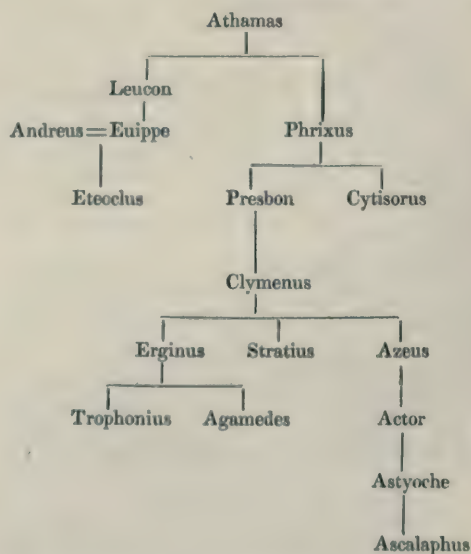 Athamas
Leucon
Andreus=Euippe Phrixus
Eteoclus Presbon Cytisorus
Clymenus
Erginus Stratius Azeus
Trophonius Agamedes Actor
Astyoche
Ascalaphus